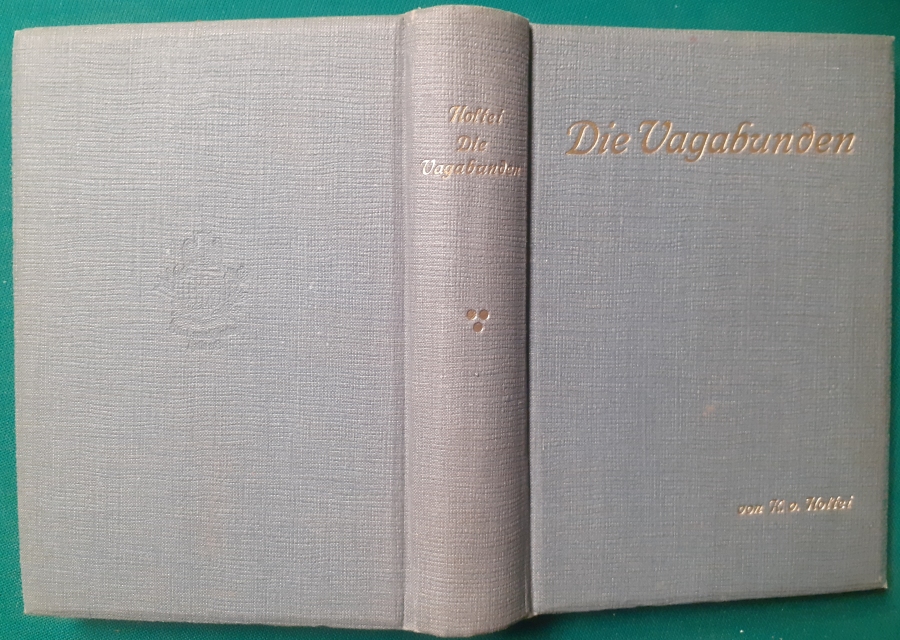 Holtei
Die
Vagabunden
Die Vagabunden
von K. v. Holtei